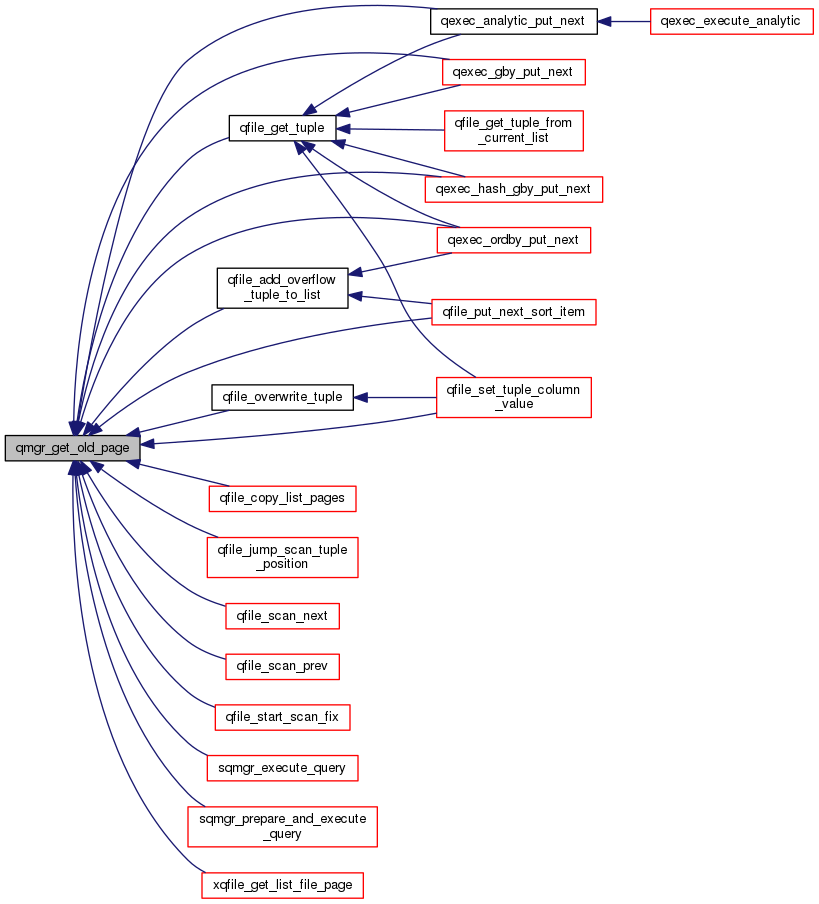 qexec_analytic_put_next
qexec_execute_analytic
qexec_gby_put_next
qfile_get_tuple
qfile_get_tuple_from
_current_list
qexec_hash_gby_put_next
qexec_ordby_put_next
qfile_add_overflow
_tuple_to_list
qfile_put_next_sort_item
qfile_overwrite_tuple
qfile_set_tuple_column
_value
qmgr_get_old_page
qfile_copy_list_pages
qfile_jump_scan_tuple
_position
qfile_scan_next
qfile_scan_prev
qfile_start_scan_fix
sqmgr_execute_query
sqmgr_prepare_and_execute
_query
xqfile_get_list_file_page